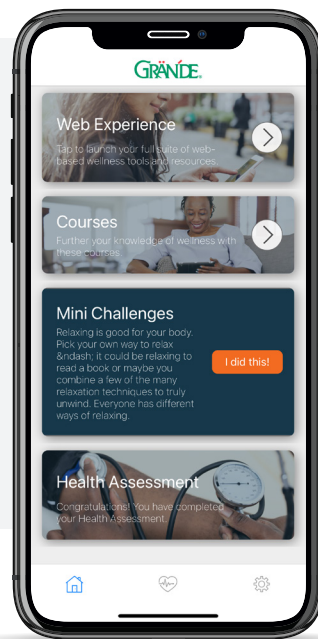 GRÄNDE.
Web Experience
Tap to launch your full suite of web-
based wellness tools and resources.
Courses
Further your knowledge of wellness with
these courses.
Mini Challenges
Relaxing is good for your body.
Pick your own way to relax
&ndash; it could be relaxing to
read a book or maybe you
combine a few of the many
relaxation techniques to truly
unwind. Everyone has different
ways of relaxing.
I did this!
Health Assessment
Congratulations! You have completed
your Health Assessment.